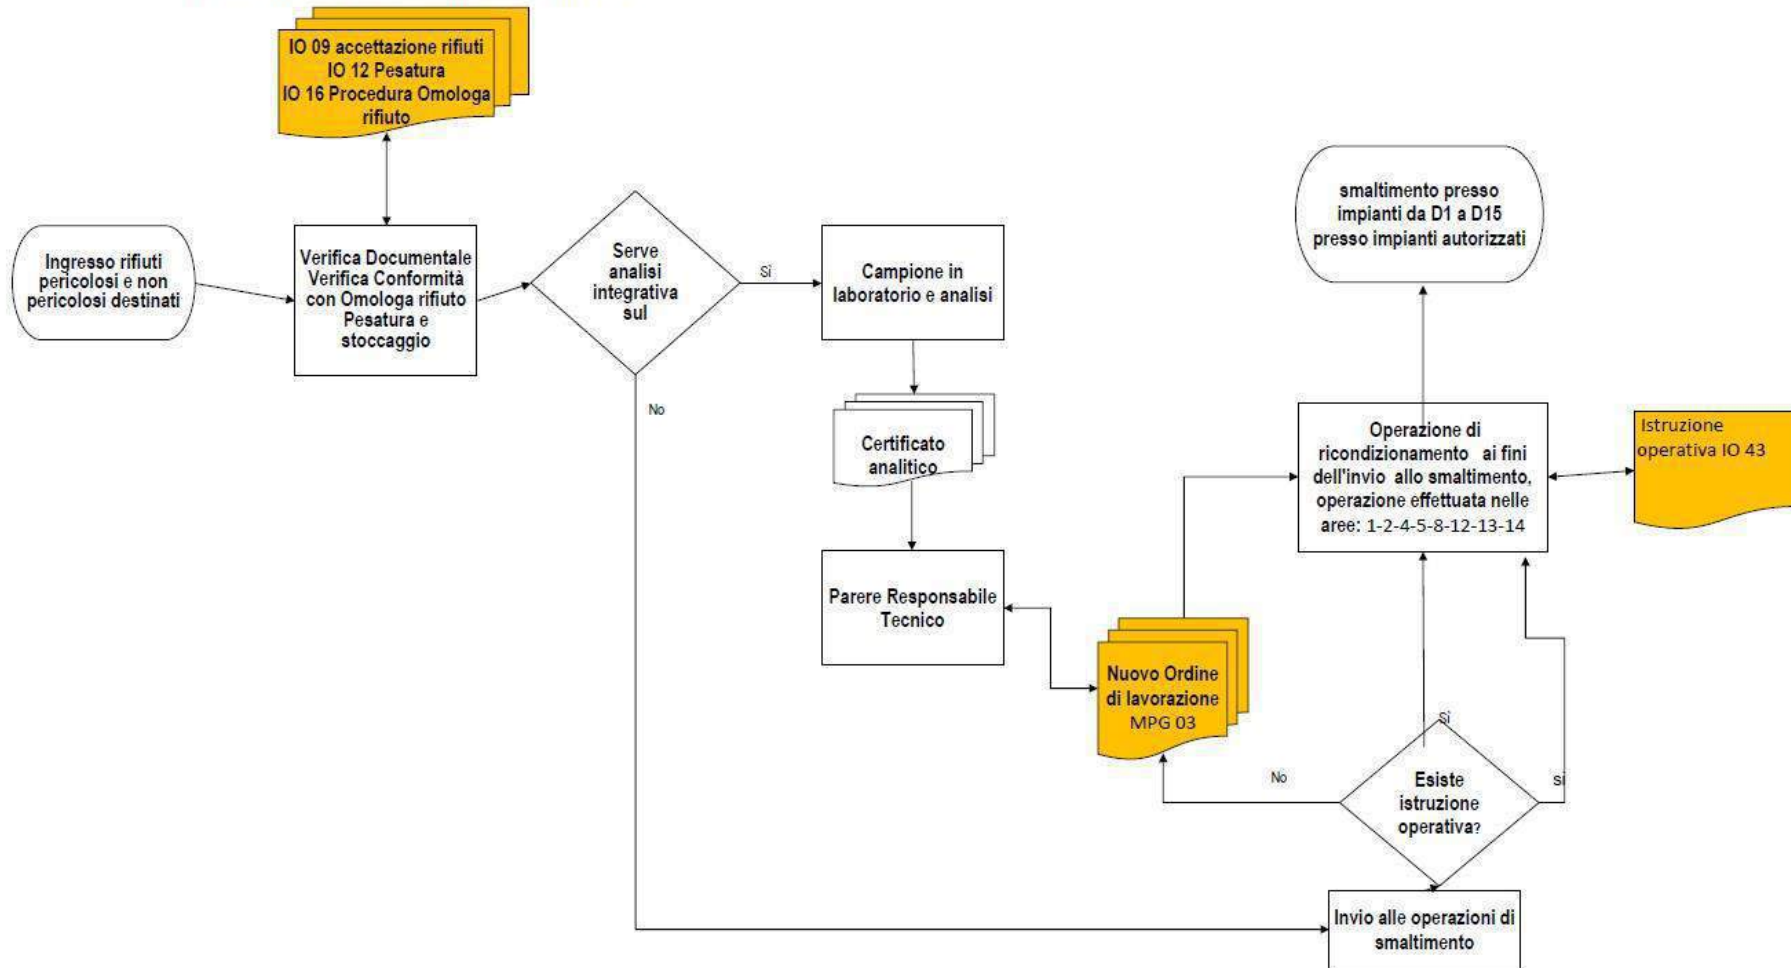 IO 09 accettazione rifiuti
IO 12 Pesatura
IO 16 Procedura Omologa
rifiuto
Ingresso rifiuti
pericolosi e non
pericolosi destinati
Verifica Documentale
Verifica Conformità
con Omologa rifiuto
Pesatura e
stoccaggio
Serve
analisi
integrativa
sul
Sì
No
Campione in
laboratorio e analisi
Certificato
analitico
Parere Responsabile
Tecnico
Nuovo Ordine
di lavorazione
MPG 03
smaltimento presso
impianti da D1 a D15
presso impianti autorizzati
Operazione di
ricondizionamento ai fini
dell'invio allo smaltimento,
operazione effettuata nelle
aree: 1-2-4-5-8-12-13-14
Istruzione
operativa IO 43
Sì
No
sì
Esiste
istruzione
operativa?
Invio alle operazioni di
smaltimento